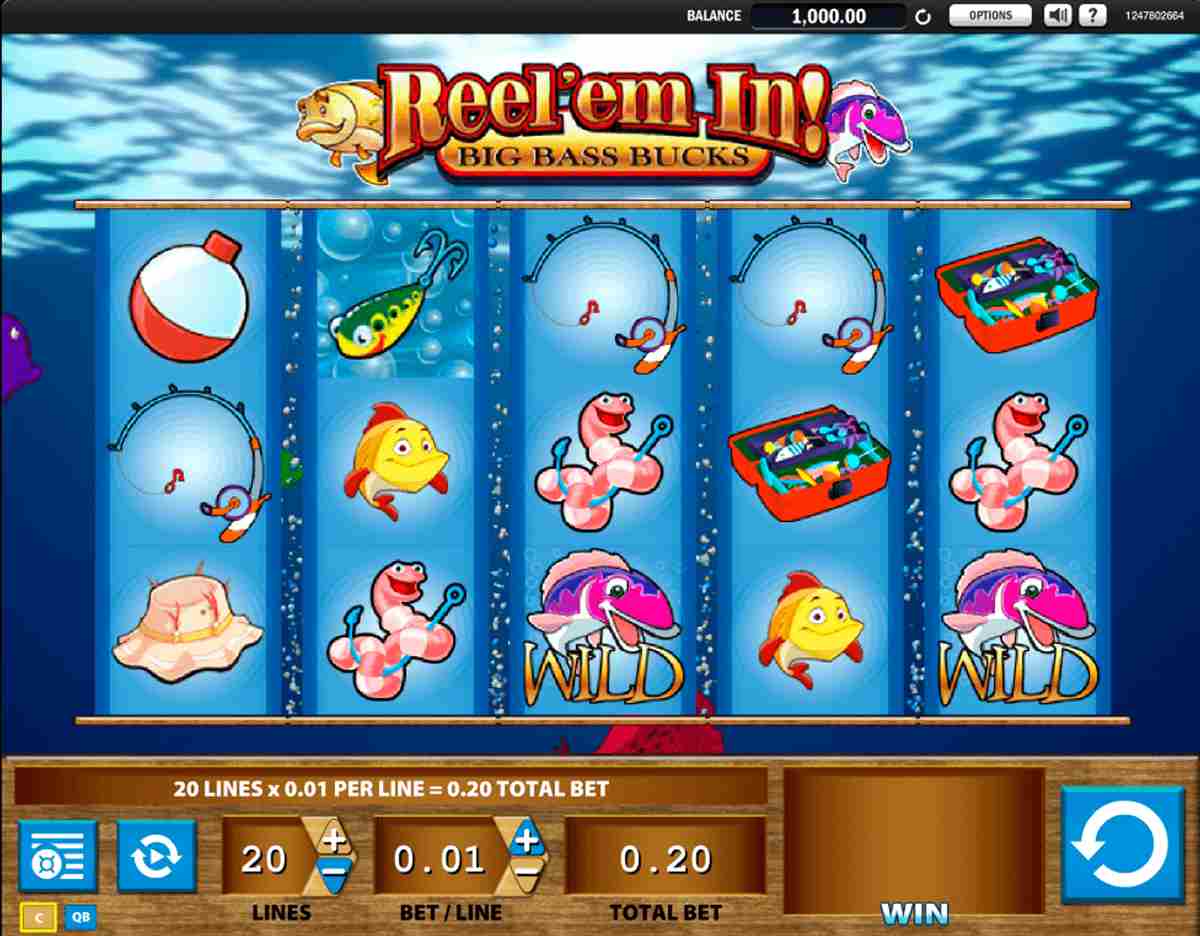 BALANCE 1,000.00 OPTIONS ? 1247802664
Reel'em In!
BIG BASS BUCKS
WILD WILD
20 LINES x 0.01 PER LINE = 0.20 TOTAL BET
20 + − 0.01 + − 0.20
LINES BET / LINE TOTAL BET WIN
C QB